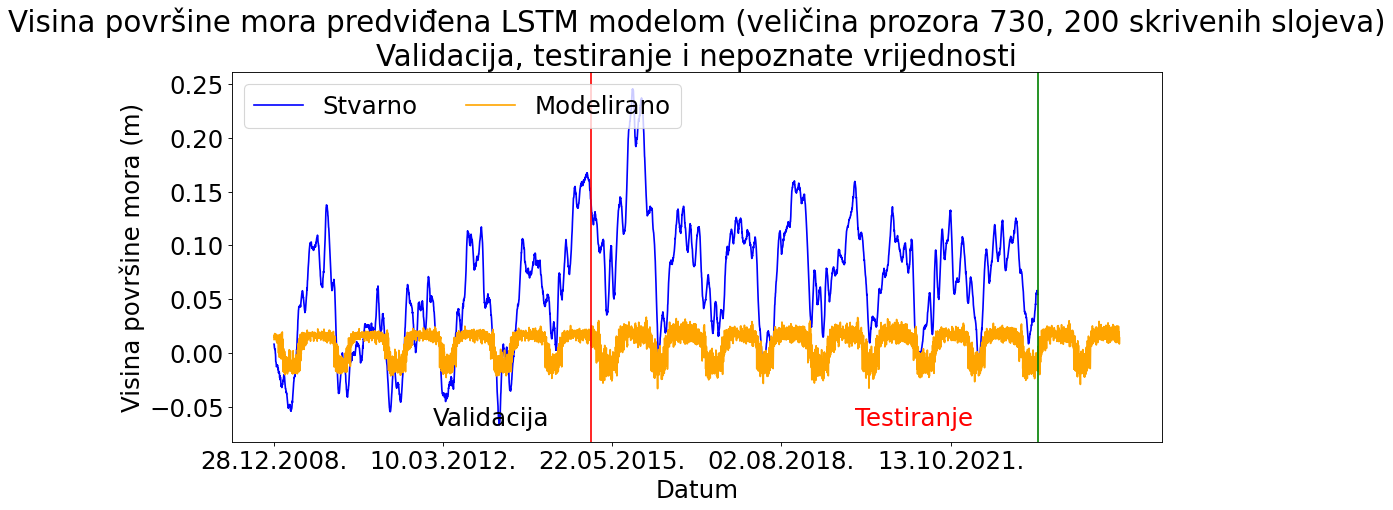 Visina površine mora predviđena LSTM modelom (veličina prozora 730, 200 skrivenih slojeva)
Validacija, testiranje i nepoznate vrijednosti
Stvarno Modelirano
Visina površine mora (m)
0.25
0.20
0.15
0.10
0.05
0.00
−0.05
Validacija Testiranje
28.12.2008. 10.03.2012. 22.05.2015. 02.08.2018. 13.10.2021.
Datum